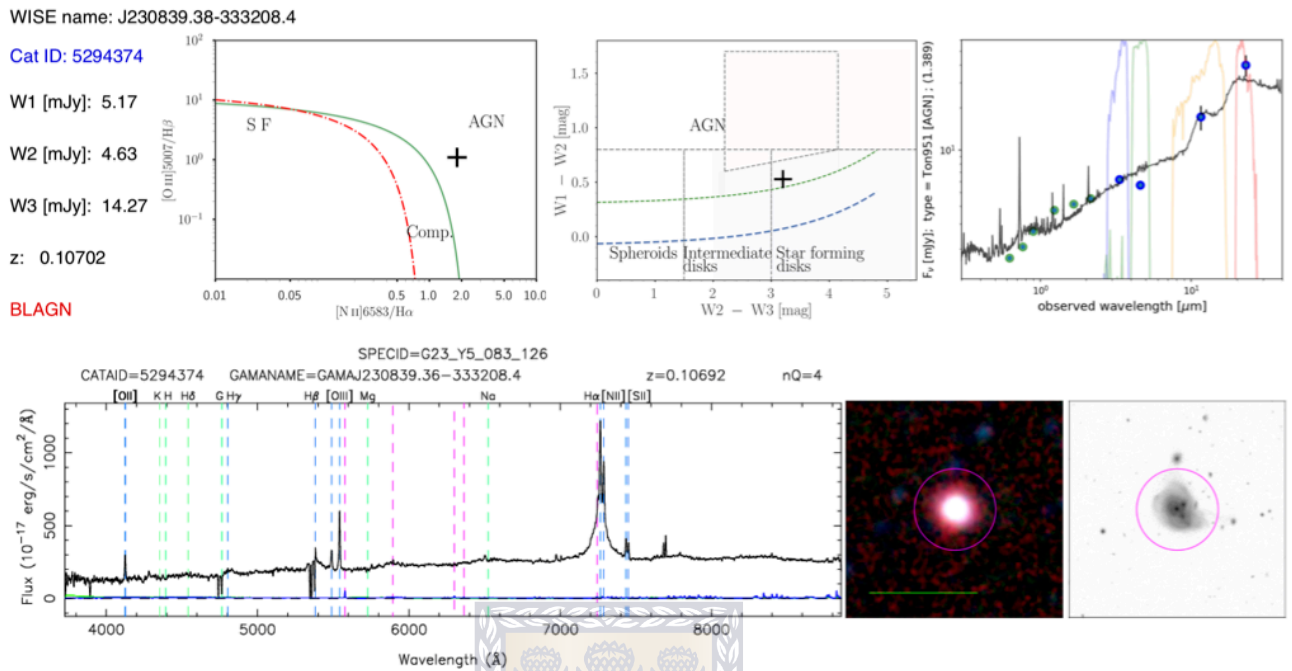 WISE name: J230839.38-333208.4
Cat ID: 5294374
W1 [mJy]: 5.17
W2 [mJy]: 4.63
W3 [mJy]: 14.27
z: 0.10702
BLAGN
[O III]5007/Hβ
10²
10¹
10⁰
10⁻¹
S F
AGN
Comp.
0.01
0.05
0.5
1.0
2.0
5.0
10.0
[N II]6583/Hα
W1 − W2 [mag]
1.5
1.0
0.5
0.0
AGN
Spheroids
Intermediate disks
Star forming disks
0
1
2
3
4
5
W2 − W3 [mag]
Fν [mJy]; type = Ton951 [AGN] ; (1.389)
10¹
10⁰
10¹
observed wavelength [μm]
SPECID=G23_Y5_083_126
CATAID=5294374 GAMANAME=GAMAJ230839.36−333208.4 z=0.10692 nQ=4
[OII] K H Hδ G Hγ Hβ [OIII] Mg Na Hα [NII] [SII]
Flux (10⁻¹⁷ erg/s/cm²/Å)
1000
500
0
4000 5000 6000 7000 8000
Wavelength (Å)